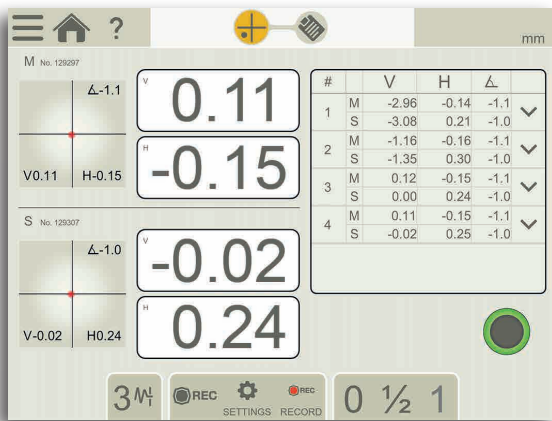 ?
mm
M No. 129297
∡-1.1
V0.11 H-0.15
V 0.11
H -0.15
S No. 129307
∡-1.0
V-0.02 H0.24
V -0.02
H 0.24
# V H ∡
1 M -2.96 -0.14 -1.1
S -3.08 0.21 -1.0
2 M -1.16 -0.16 -1.1
S -1.35 0.30 -1.0
3 M 0.12 -0.15 -1.1
S 0.00 0.24 -1.0
4 M 0.11 -0.15 -1.1
S -0.02 0.25 -1.0
3
REC
SETTINGS
REC
RECORD
0 ½ 1